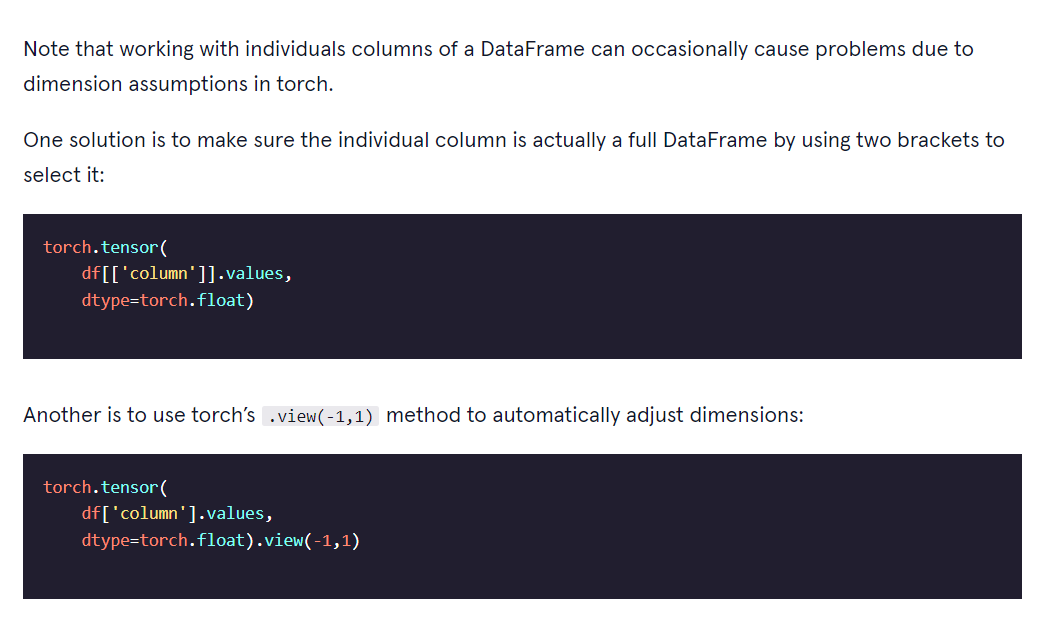 Note that working with individuals columns of a DataFrame can occasionally cause problems due to
dimension assumptions in torch.
One solution is to make sure the individual column is actually a full DataFrame by using two brackets to
select it:
torch.tensor(
    df[['column']].values,
    dtype=torch.float)
Another is to use torch’s .view(-1,1) method to automatically adjust dimensions:
torch.tensor(
    df['column'].values,
    dtype=torch.float).view(-1,1)